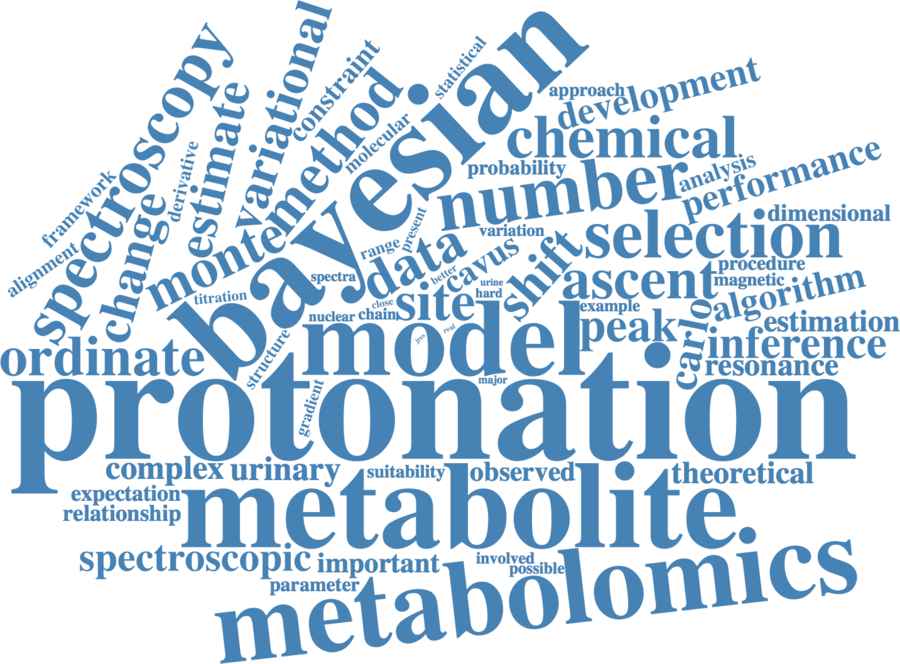 spectroscopy
variational
bayesian
constraint
statistical
method
estimate
molecular
approach
development
chemical
framework
derivative
probability
number
analysis
performance
change
monte
alignment
present
range
data
variation
selection
dimensional
titration
spectra
better
cavus
shift
ascent
procedure
magnetic
urine
hard
close
site
nuclear
chain
example
algorithm
ordinate
structure
model
jres
real
peak
carlo
estimation
inference
resonance
major
protonation
gradient
complex
urinary
suitability
observed
theoretical
expectation
relationship
metabolite
spectroscopic
important
involved
possible
parameter
metabolomics